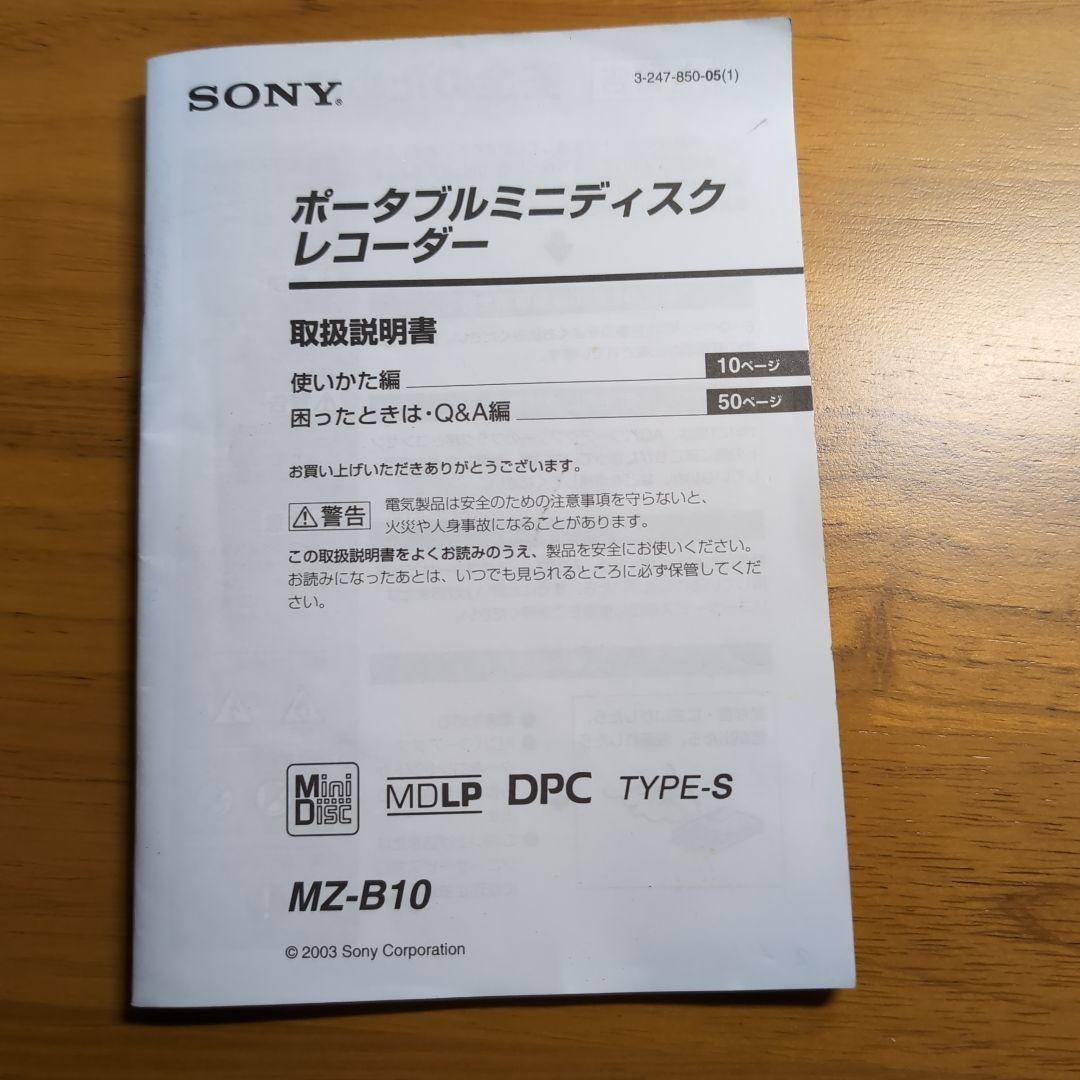 SONY®
3-247-850-05(1)
ポータブルミニディスク
レコーダー
取扱説明書
使いかた編 10ページ
困ったときは・Q&A編 50ページ
お買い上げいただきありがとうございます。
警告
電気製品は安全のための注意事項を守らないと、
火災や人身事故になることがあります。
この取扱説明書をよくお読みのうえ、製品を安全にお使いください。
お読みになったあとは、いつでも見られるところに必ず保管してくだ
さい。
Mini
Disc
MDLP
DPC
TYPE-S
MZ-B10
© 2003 Sony Corporation